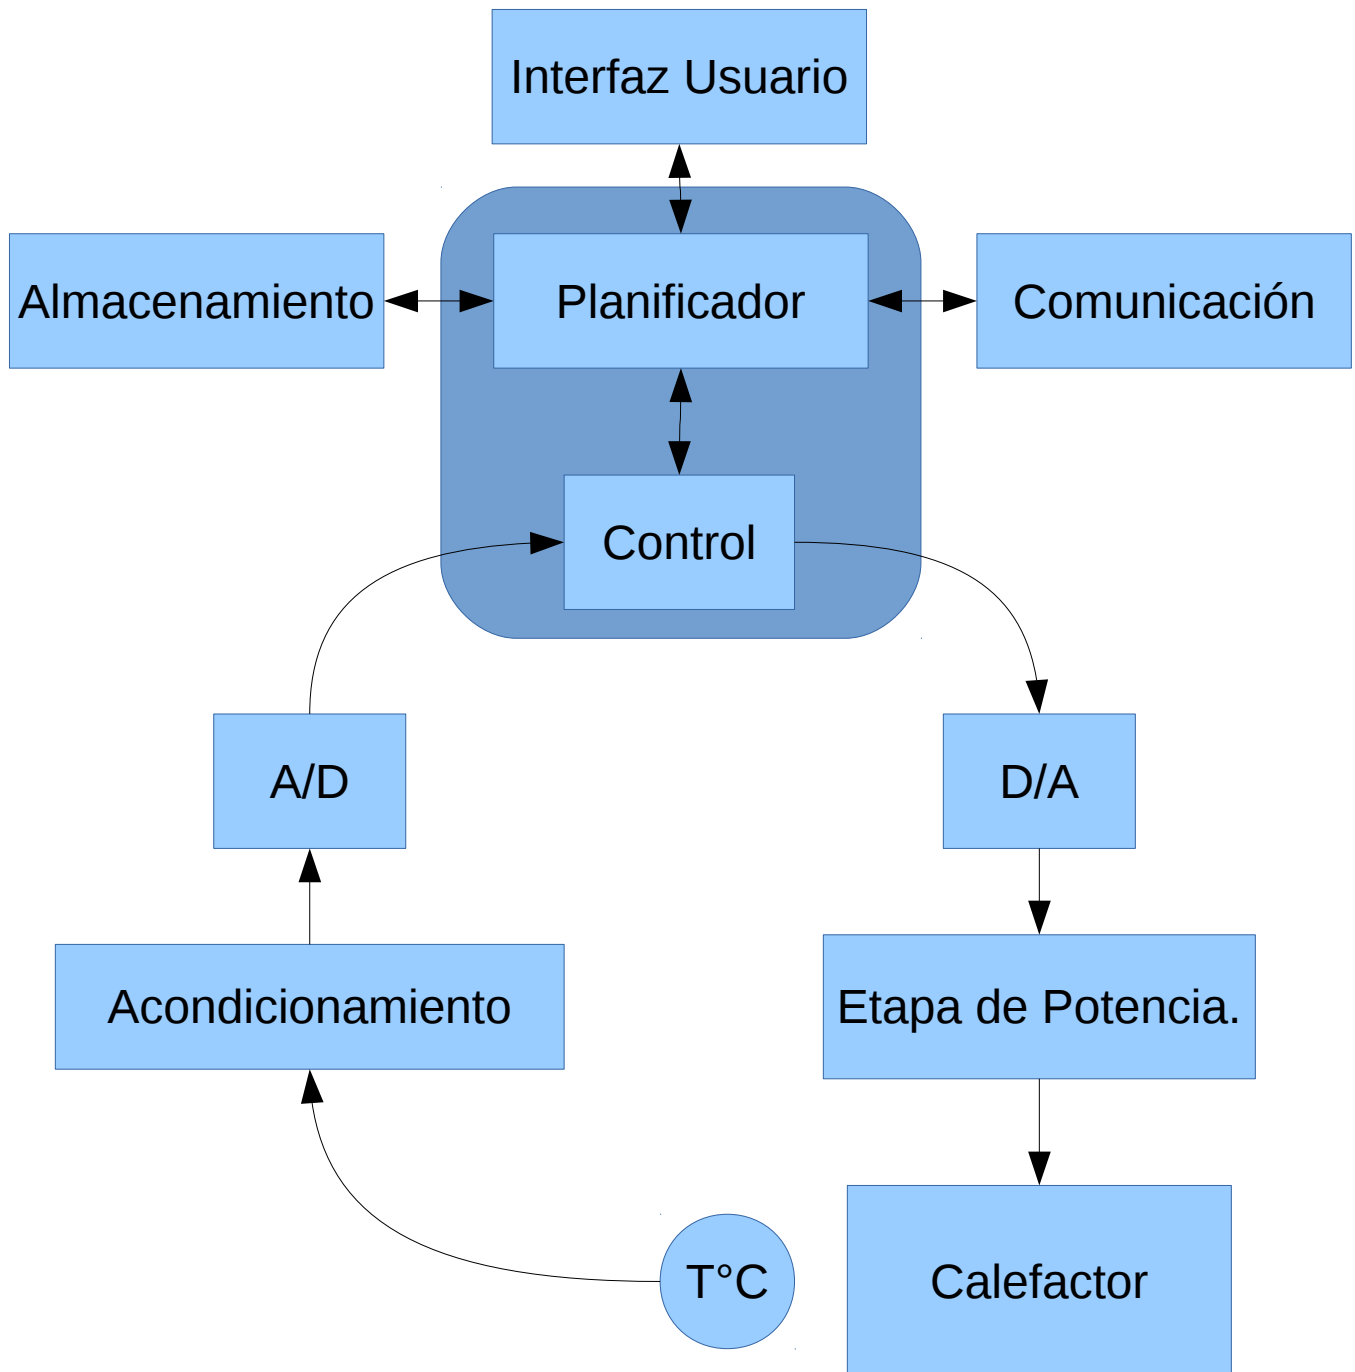 Interfaz Usuario
Almacenamiento
Planificador
Comunicación
Control
A/D
D/A
Acondicionamiento
Etapa de Potencia.
T°C
Calefactor